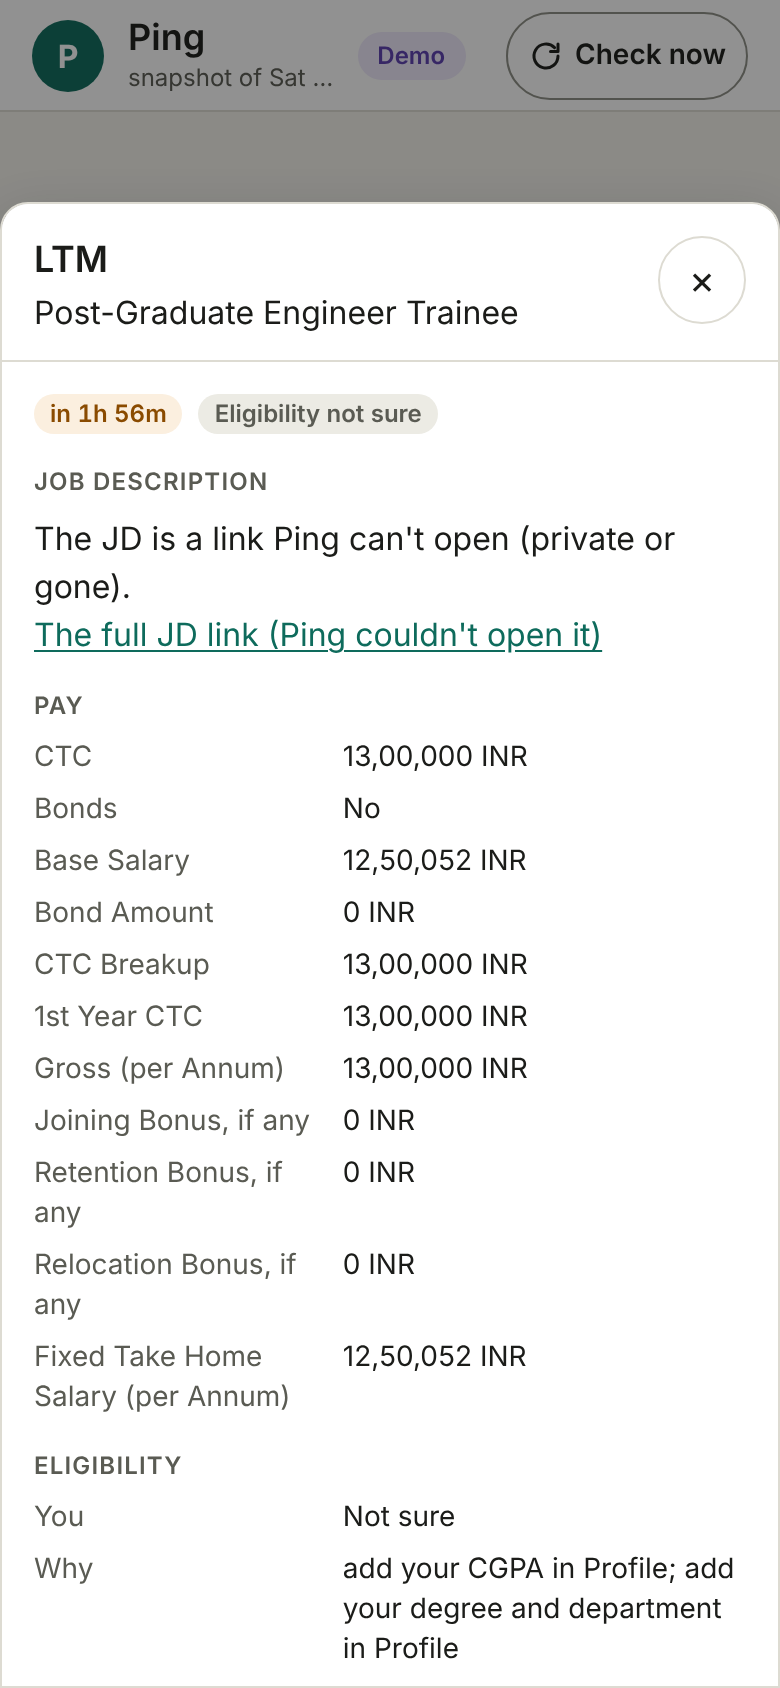 P
Ping
snapshot of Sat ...
Demo
Check now
LTM
Post-Graduate Engineer Trainee
in 1h 56m
Eligibility not sure
JOB DESCRIPTION
The JD is a link Ping can't open (private or
gone).
The full JD link (Ping couldn't open it)
PAY
CTC 13,00,000 INR
Bonds No
Base Salary 12,50,052 INR
Bond Amount 0 INR
CTC Breakup 13,00,000 INR
1st Year CTC 13,00,000 INR
Gross (per Annum) 13,00,000 INR
Joining Bonus, if any 0 INR
Retention Bonus, if 0 INR
any
Relocation Bonus, if 0 INR
any
Fixed Take Home 12,50,052 INR
Salary (per Annum)
ELIGIBILITY
You Not sure
Why add your CGPA in Profile; add
your degree and department
in Profile